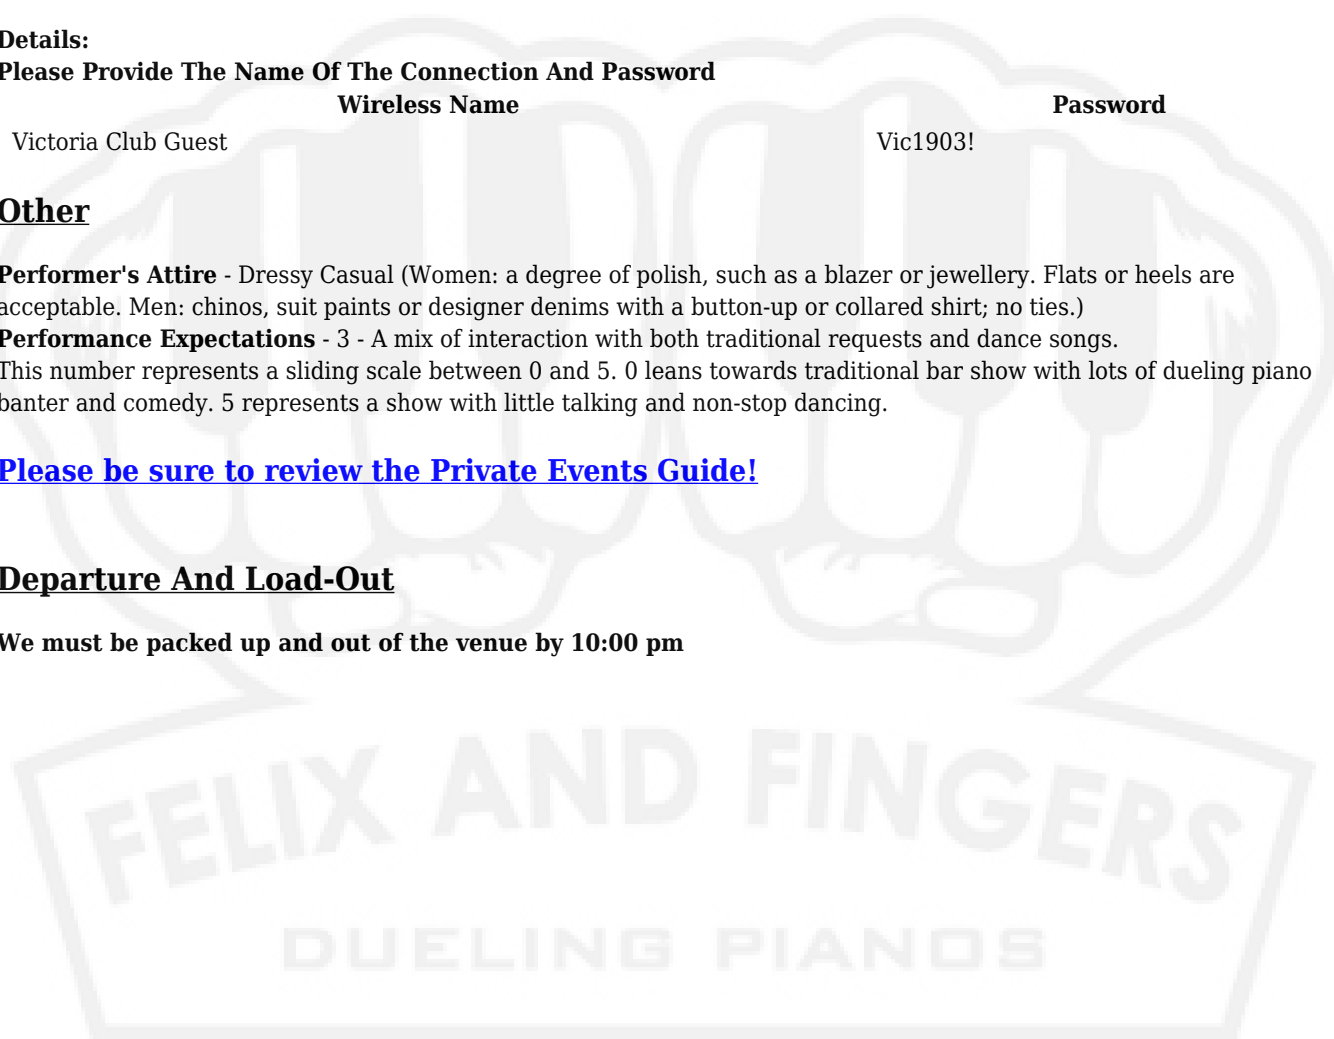 Details:
Please Provide The Name Of The Connection And Password
Wireless Name Password
Victoria Club Guest Vic1903!
Other
Performer's Attire - Dressy Casual (Women: a degree of polish, such as a blazer or jewellery. Flats or heels are
acceptable. Men: chinos, suit paints or designer denims with a button-up or collared shirt; no ties.)
Performance Expectations - 3 - A mix of interaction with both traditional requests and dance songs.
This number represents a sliding scale between 0 and 5. 0 leans towards traditional bar show with lots of dueling piano
banter and comedy. 5 represents a show with little talking and non-stop dancing.
Please be sure to review the Private Events Guide!
Departure And Load-Out
We must be packed up and out of the venue by 10:00 pm
FELIX AND FINGERS
DUELING PIANOS